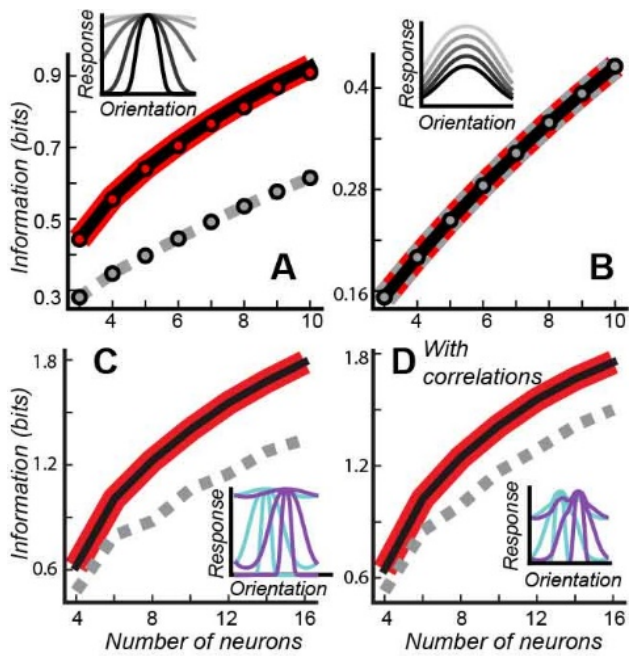 A
B
Response
Orientation
Response
Orientation
Information (bits)
0.9
0.7
0.5
0.3
4
6
8
10
A
0.4
0.28
0.16
4
6
8
10
B
C
D
With
correlations
Information (bits)
1.8
1.2
0.6
4
8
12
16
Response
Orientation
Number of neurons
1.8
1.2
0.6
4
8
12
16
Response
Orientation
Number of neurons